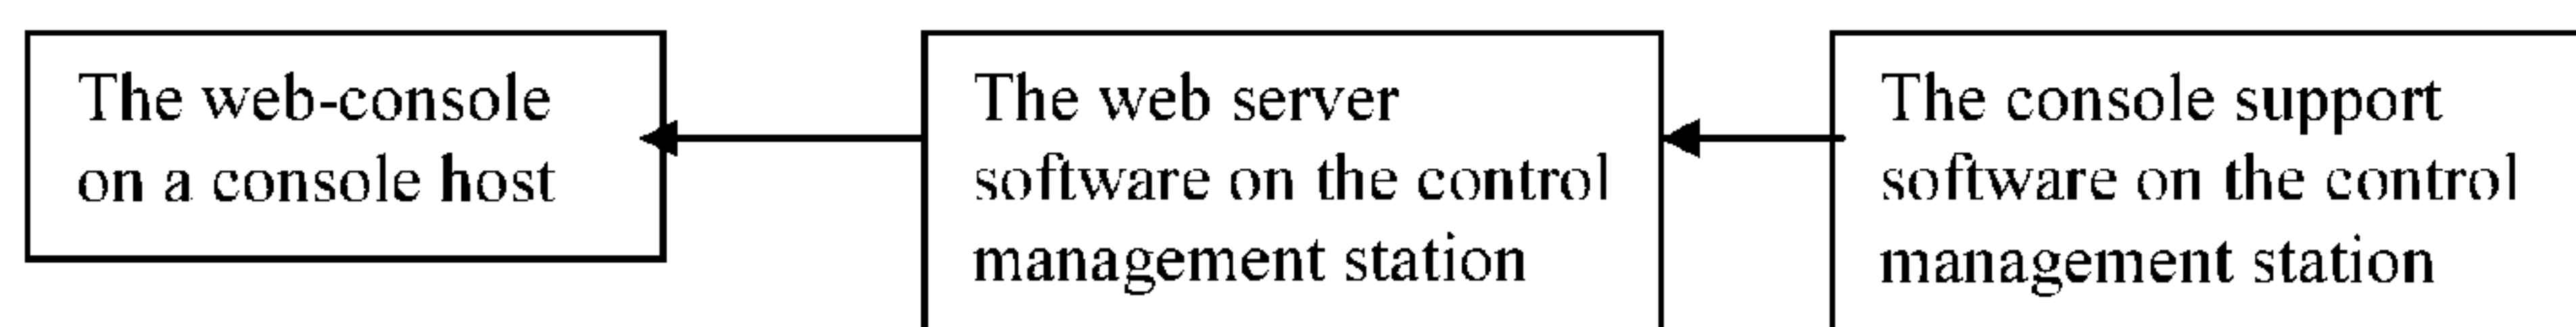 The web-console
on a console host
The web server
software on the control
management station
The console support
software on the control
management station